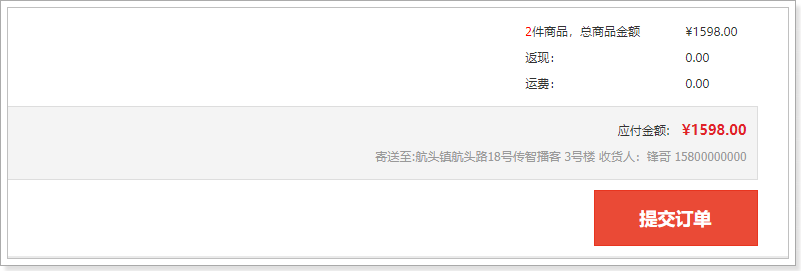 2件商品，总商品金额 ¥1598.00
返现： 0.00
运费： 0.00
应付金额： ¥1598.00
寄送至:航头镇航头路18号传智播客 3号楼 收货人：锋哥 15800000000
提交订单